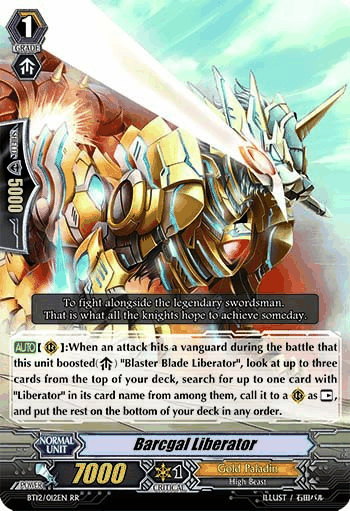 1
GRADE
SHIELD
5000
To fight alongside the legendary swordsman.
That is what all the knights hope to achieve someday.
AUTO [ ]:When an attack hits a vanguard during the battle that
this unit boosted( ) "Blaster Blade Liberator", look at up to three
cards from the top of your deck, search for up to one card with
"Liberator" in its card name from among them, call it to a as ,
and put the rest on the bottom of your deck in any order.
NORMAL
UNIT
Barcgal Liberator
POWER
7000
1
CRITICAL
Gold Paladin
High Beast
BT12/012EN RR
ILLUST / 石田バル